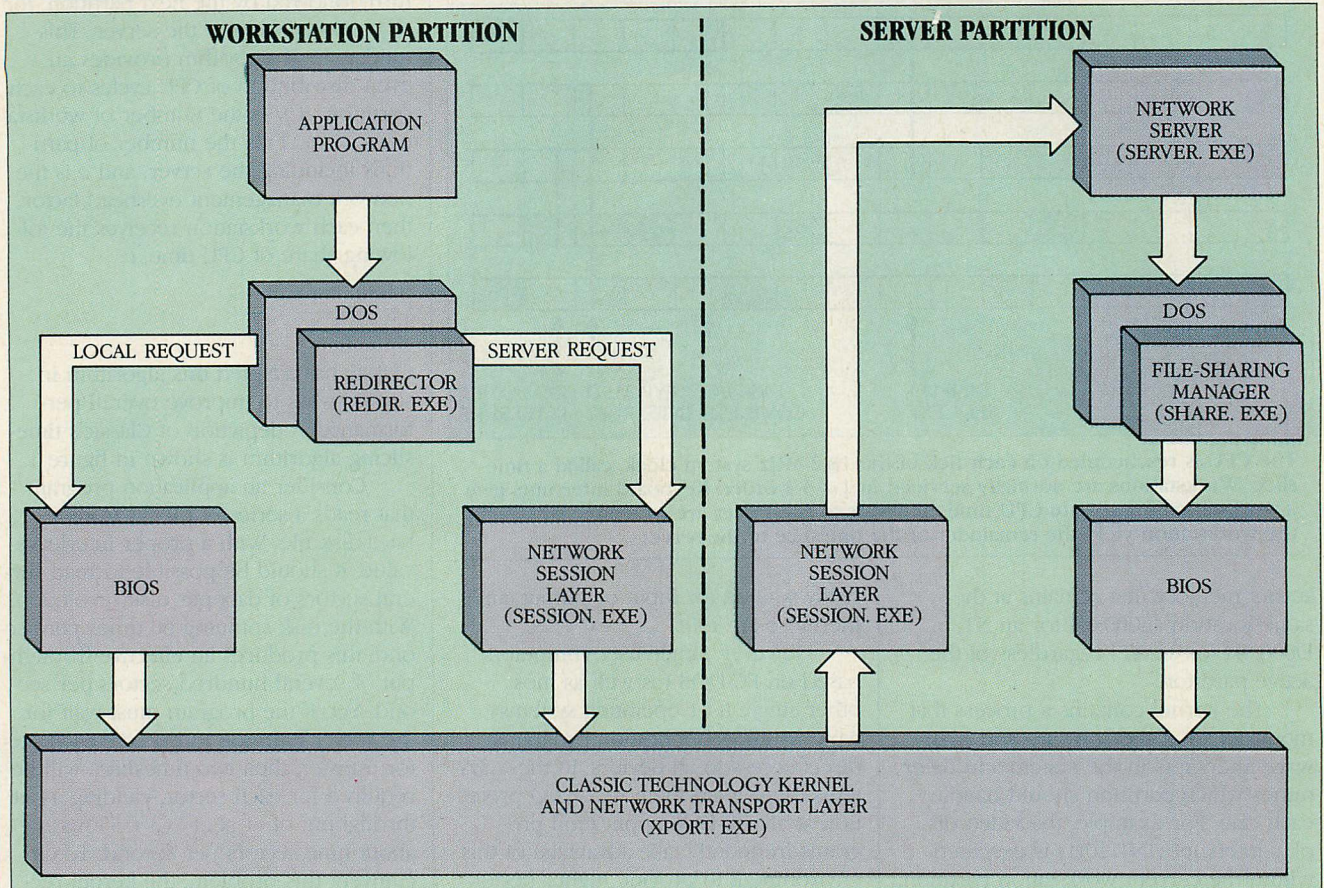 WORKSTATION PARTITION
SERVER PARTITION
APPLICATION
PROGRAM
NETWORK
SERVER
(SERVER. EXE)
DOS
LOCAL REQUEST
SERVER REQUEST
REDIRECTOR
(REDIR. EXE)
DOS
FILE-SHARING
MANAGER
(SHARE. EXE)
BIOS
NETWORK
SESSION
LAYER
(SESSION. EXE)
NETWORK
SESSION
LAYER
(SESSION. EXE)
BIOS
CLASSIC TECHNOLOGY KERNEL
AND NETWORK TRANSPORT LAYER
(XPORT. EXE)